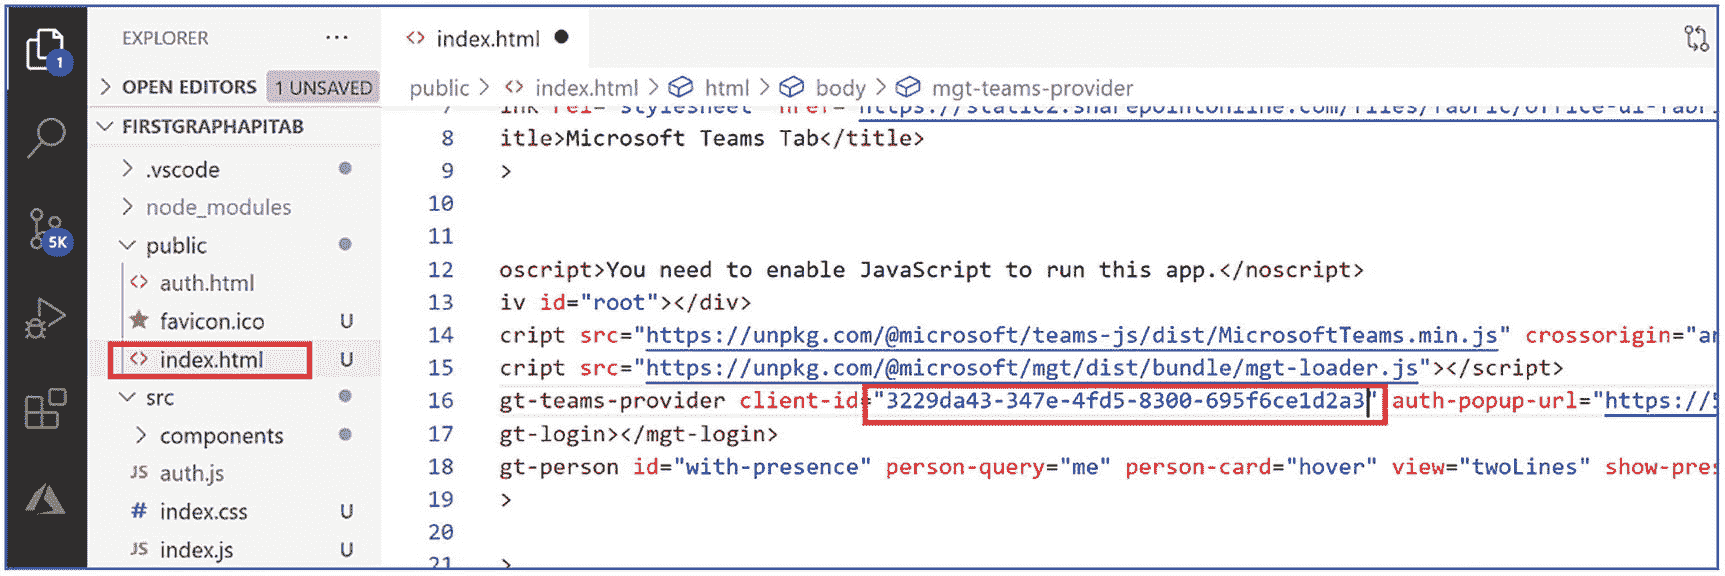 EXPLORER ...
OPEN EDITORS 1 UNSAVED
FIRSTGRAPHAPITAB
.vscode
node_modules
public
auth.html
favicon.ico U
index.html U
src
components
JS auth.js
# index.css U
JS index.js U
1
5K
<> index.html ●
public > <> index.html > html > body > mgt-teams-provider
7 ink rel="stylesheet" href="https://static2.sharepointonline.com/files/fabric/office-ui-fabr
8 itle>Microsoft Teams Tab</title>
9 >
10
11
12 oscript>You need to enable JavaScript to run this app.</noscript>
13 iv id="root"></div>
14 cript src="https://unpkg.com/@microsoft/teams-js/dist/MicrosoftTeams.min.js" crossorigin="an
15 cript src="https://unpkg.com/@microsoft/mgt/dist/bundle/mgt-loader.js"></script>
16 gt-teams-provider client-id="3229da43-347e-4fd5-8300-695f6ce1d2a3" auth-popup-url="https://5
17 gt-login></mgt-login>
18 gt-person id="with-presence" person-query="me" person-card="hover" view="twoLines" show-pres
19 >
20
21 >